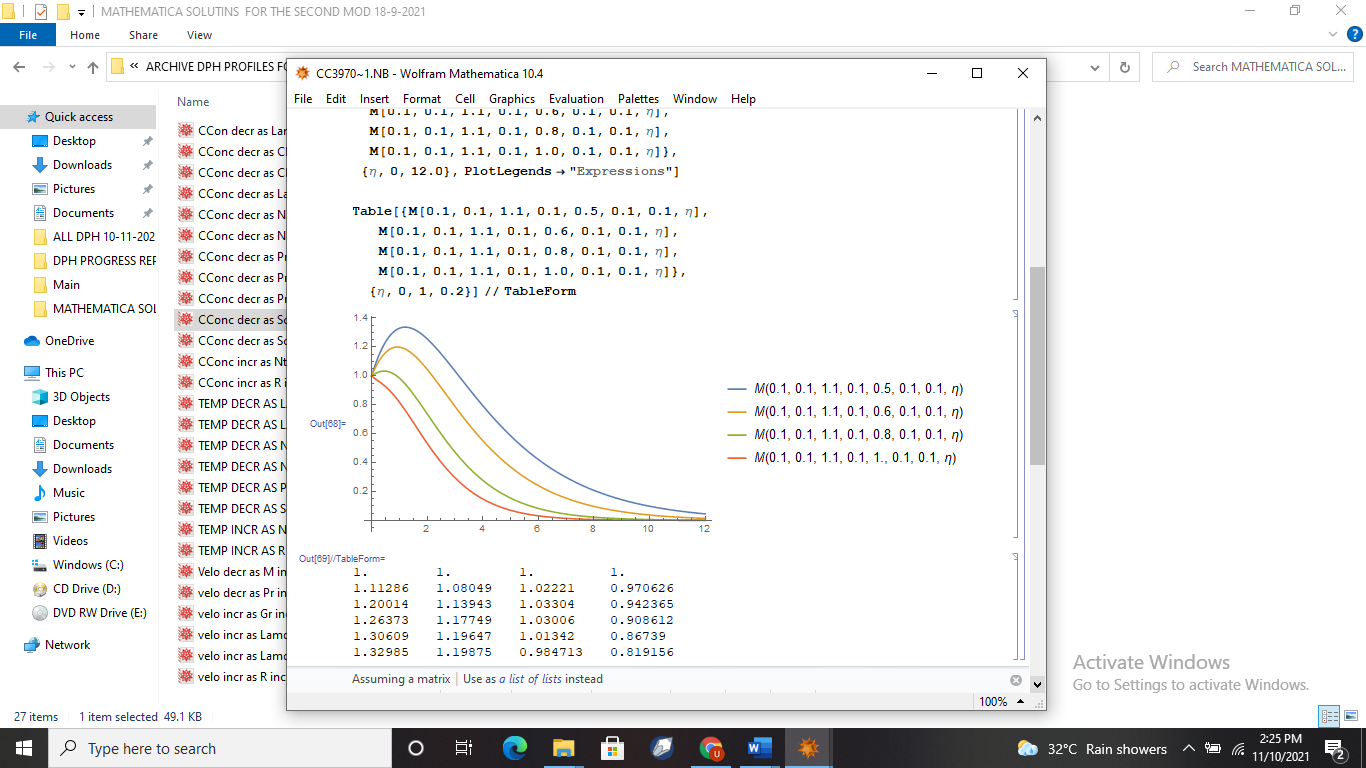 MATHEMATICA SOLUTINS FOR THE SECOND MOD 18-9-2021
File Home Share View
« ARCHIVE DPH PROFILES FO
Search MATHEMATICA SOL...
Name
Quick access
Desktop
Downloads
Pictures
Documents
ALL DPH 10-11-202
DPH PROGRESS REP
Main
MATHEMATICA SOL
OneDrive
This PC
3D Objects
Desktop
Documents
Downloads
Music
Pictures
Videos
Windows (C:)
CD Drive (D:)
DVD RW Drive (E:)
Network
CCon decr as Lar
CConc decr as Cl
CConc decr as Cl
CConc decr as La
CConc decr as N
CConc decr as N
CConc decr as Pr
CConc decr as Pr
CConc decr as Pr
CConc decr as Sc
CConc decr as Sc
CConc incr as Nt
CConc incr as R i
TEMP DECR AS L
TEMP DECR AS L
TEMP DECR AS N
TEMP DECR AS N
TEMP DECR AS P
TEMP DECR AS S
TEMP INCR AS N
TEMP INCR AS R
Velo decr as M in
velo decr as Pr in
velo incr as Gr in
velo incr as Lamc
velo incr as Lamc
velo incr as R inc
CC3970~1.NB - Wolfram Mathematica 10.4
File Edit Insert Format Cell Graphics Evaluation Palettes Window Help
M[0.1, 0.1, 1.1, 0.1, 0.6, 0.1, 0.1, η],
M[0.1, 0.1, 1.1, 0.1, 0.8, 0.1, 0.1, η],
M[0.1, 0.1, 1.1, 0.1, 1.0, 0.1, 0.1, η]},
{η, 0, 12.0}, PlotLegends → "Expressions"]
Table[{M[0.1, 0.1, 1.1, 0.1, 0.5, 0.1, 0.1, η],
M[0.1, 0.1, 1.1, 0.1, 0.6, 0.1, 0.1, η],
M[0.1, 0.1, 1.1, 0.1, 0.8, 0.1, 0.1, η],
M[0.1, 0.1, 1.1, 0.1, 1.0, 0.1, 0.1, η]},
{η, 0, 1, 0.2}] // TableForm
Out[68]=
1.4
1.2
1.0
0.8
0.6
0.4
0.2
2 4 6 8 10 12
M(0.1, 0.1, 1.1, 0.1, 0.5, 0.1, 0.1, η)
M(0.1, 0.1, 1.1, 0.1, 0.6, 0.1, 0.1, η)
M(0.1, 0.1, 1.1, 0.1, 0.8, 0.1, 0.1, η)
M(0.1, 0.1, 1.1, 0.1, 1., 0.1, 0.1, η)
Out[69]//TableForm=
1. 1. 1. 1.
1.11286 1.08049 1.02221 0.970626
1.20014 1.13943 1.03304 0.942365
1.26373 1.17749 1.03006 0.908612
1.30609 1.19647 1.01342 0.86739
1.32985 1.19875 0.984713 0.819156
Assuming a matrix | Use as a list of lists instead
100%
Activate Windows
Go to Settings to activate Windows.
27 items 1 item selected 49.1 KB
Type here to search
32°C Rain showers
2:25 PM
11/10/2021
2